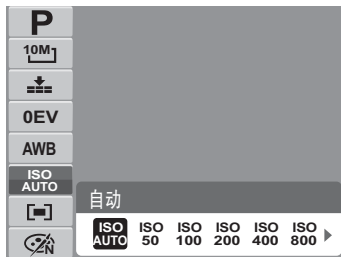 P
10M
0EV
AWB
ISO
AUTO
自动
ISO AUTO ISO 50 ISO 100 ISO 200 ISO 400 ISO 800
N